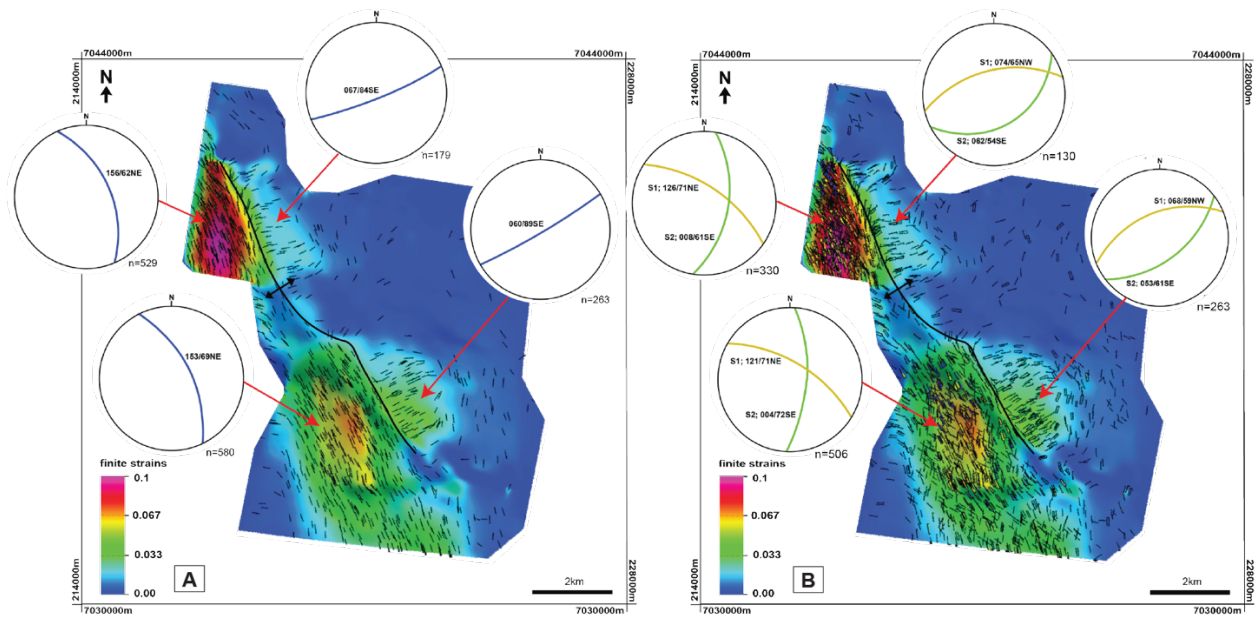 N
067/84SE
n=179
7044000m
214000m
N
228000m
N
156/62NE
n=529
N
060/89SE
n=263
N
153/69NE
n=580
finite strains
0.1
0.067
0.033
0.00
A
2km
214000m
7030000m
7030000m
228000m
N
S1; 074/65NW
S2; 062/54SE
n=130
7044000m
7044000m
214000m
N
228000m
N
S1; 126/71NE
S2; 008/61SE
n=330
N
S1; 068/59NW
S2; 053/61SE
n=263
N
S1; 121/71NE
S2; 004/72SE
n=506
finite strains
0.1
0.067
0.033
0.00
B
2km
214000m
7030000m
7030000m
228000m
7044000m